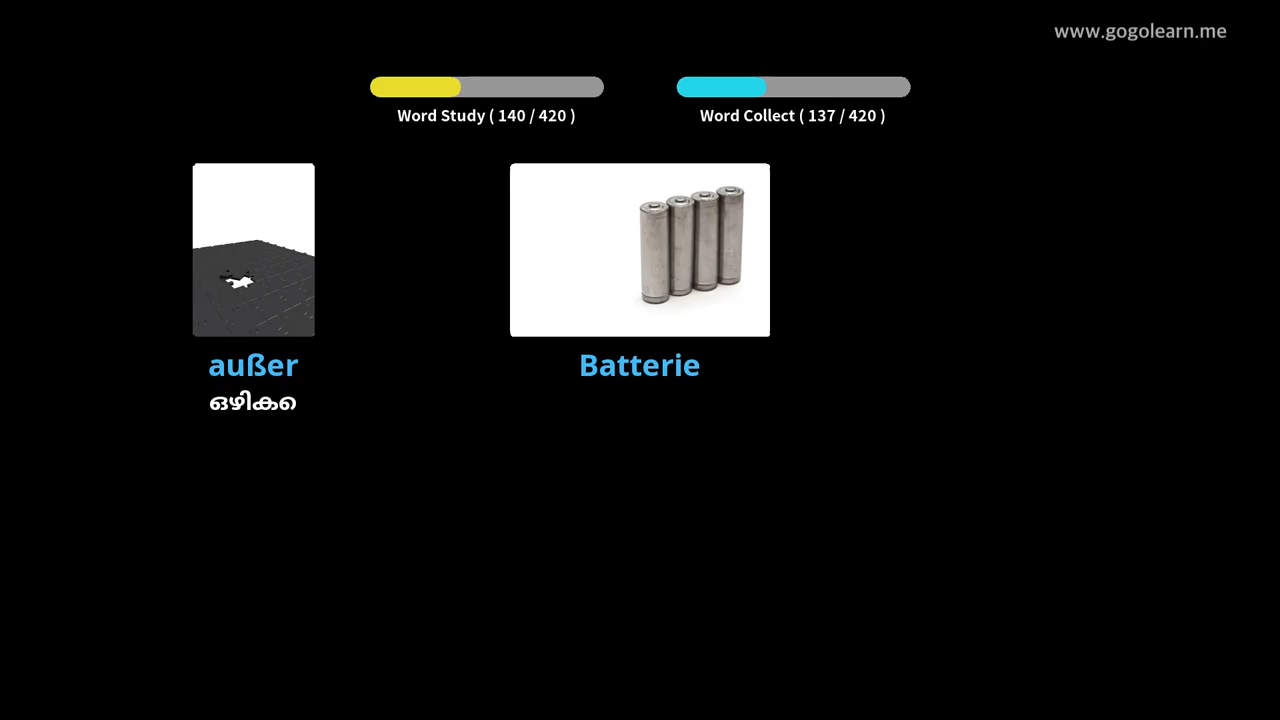 www.gogolearn.me
Word Study ( 140 / 420 )
Word Collect ( 137 / 420 )
außer
ഒഴികെ
Batterie